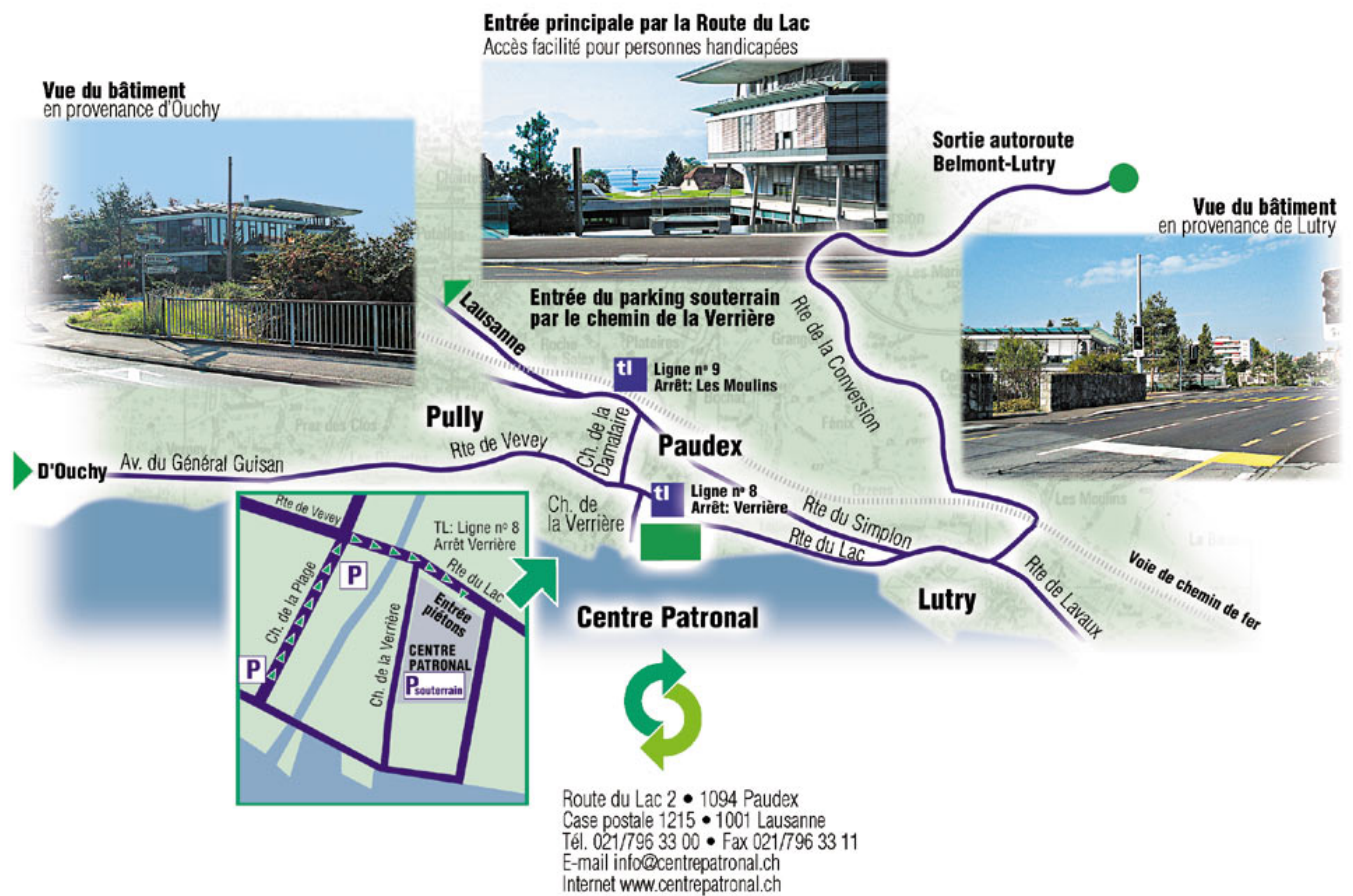 Entrée principale par la Route du Lac
Accès facilité pour personnes handicapées
Vue du bâtiment
en provenance d'Ouchy
Sortie autoroute
Belmont-Lutry
Vue du bâtiment
en provenance de Lutry
Lausanne
Entrée du parking souterrain
par le chemin de la Verrière
tl
Ligne nº 9
Arrêt: Les Moulins
Rte de la Conversion
Pully
Rte de Vevey
Ch. de la
Damataire
Paudex
D'Ouchy
Av. du Général Guisan
tl
Ligne nº 8
Arrêt: Verrière
Ch. de
la Verrière
Rte du Simplon
Rte du Lac
Lutry
Rte de Lavaux
Voie de chemin de fer
Centre Patronal
Rte de Vevey
TL: Ligne nº 8
Arrêt Verrière
P
Rte du Lac
Ch. de la Plage
Entrée
piétons
Ch. de la Verrière
CENTRE
PATRONAL
P
P souterrain
Route du Lac 2 • 1094 Paudex
Case postale 1215 • 1001 Lausanne
Tél. 021/796 33 00 • Fax 021/796 33 11
E-mail info@centrepatronal.ch
Internet www.centrepatronal.ch